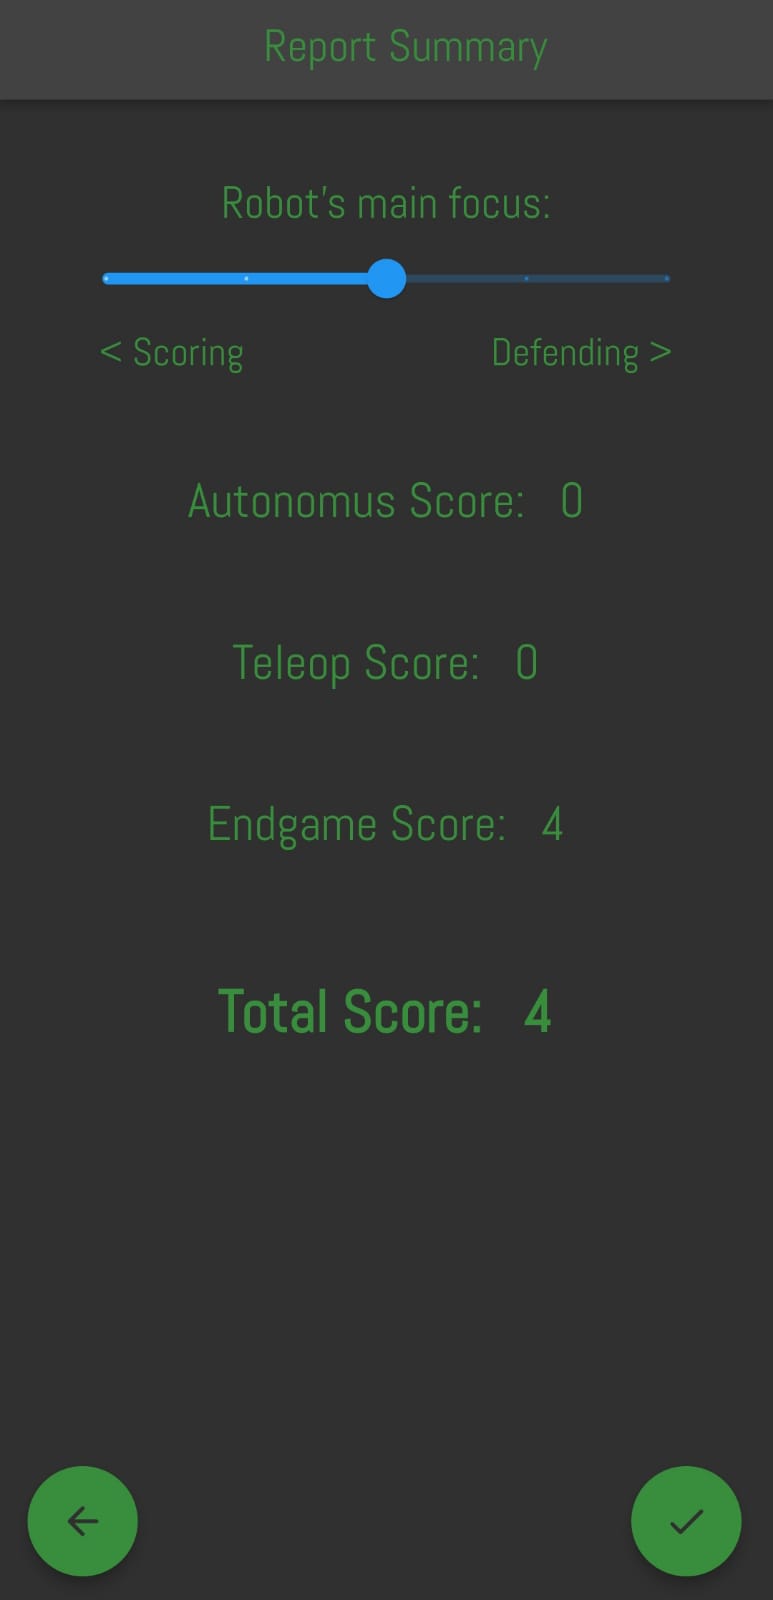 Report Summary
Robot's main focus:
< Scoring Defending >
Autonomus Score: 0
Teleop Score: 0
Endgame Score: 4
Total Score: 4